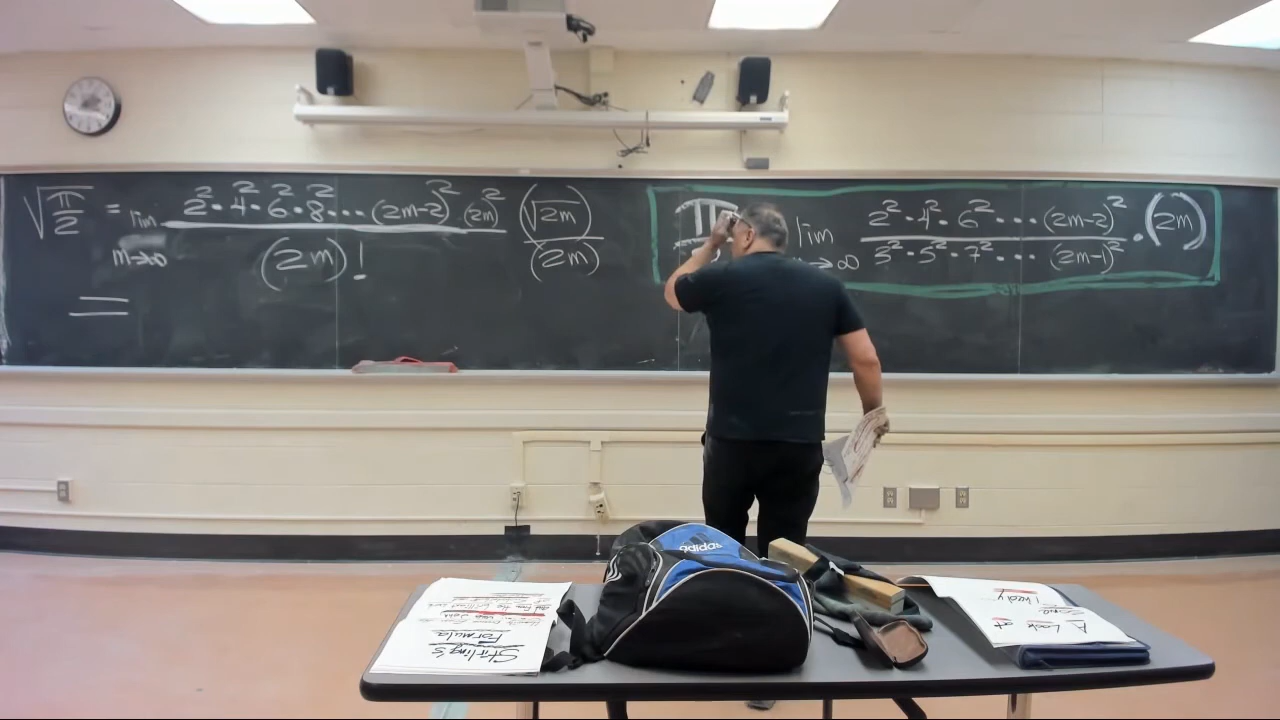 √π/2 = lim m→∞ 2²·4²·6²·8²···(2m-2)²·(2m)² / (2m)! (√2m)/(2m)
=
π lim →∞ 2²·4²·6²···(2m-2)² / 3²·5²·7²···(2m-1)² ·(2m)
adidas
Stirling's
Formula
A Look at